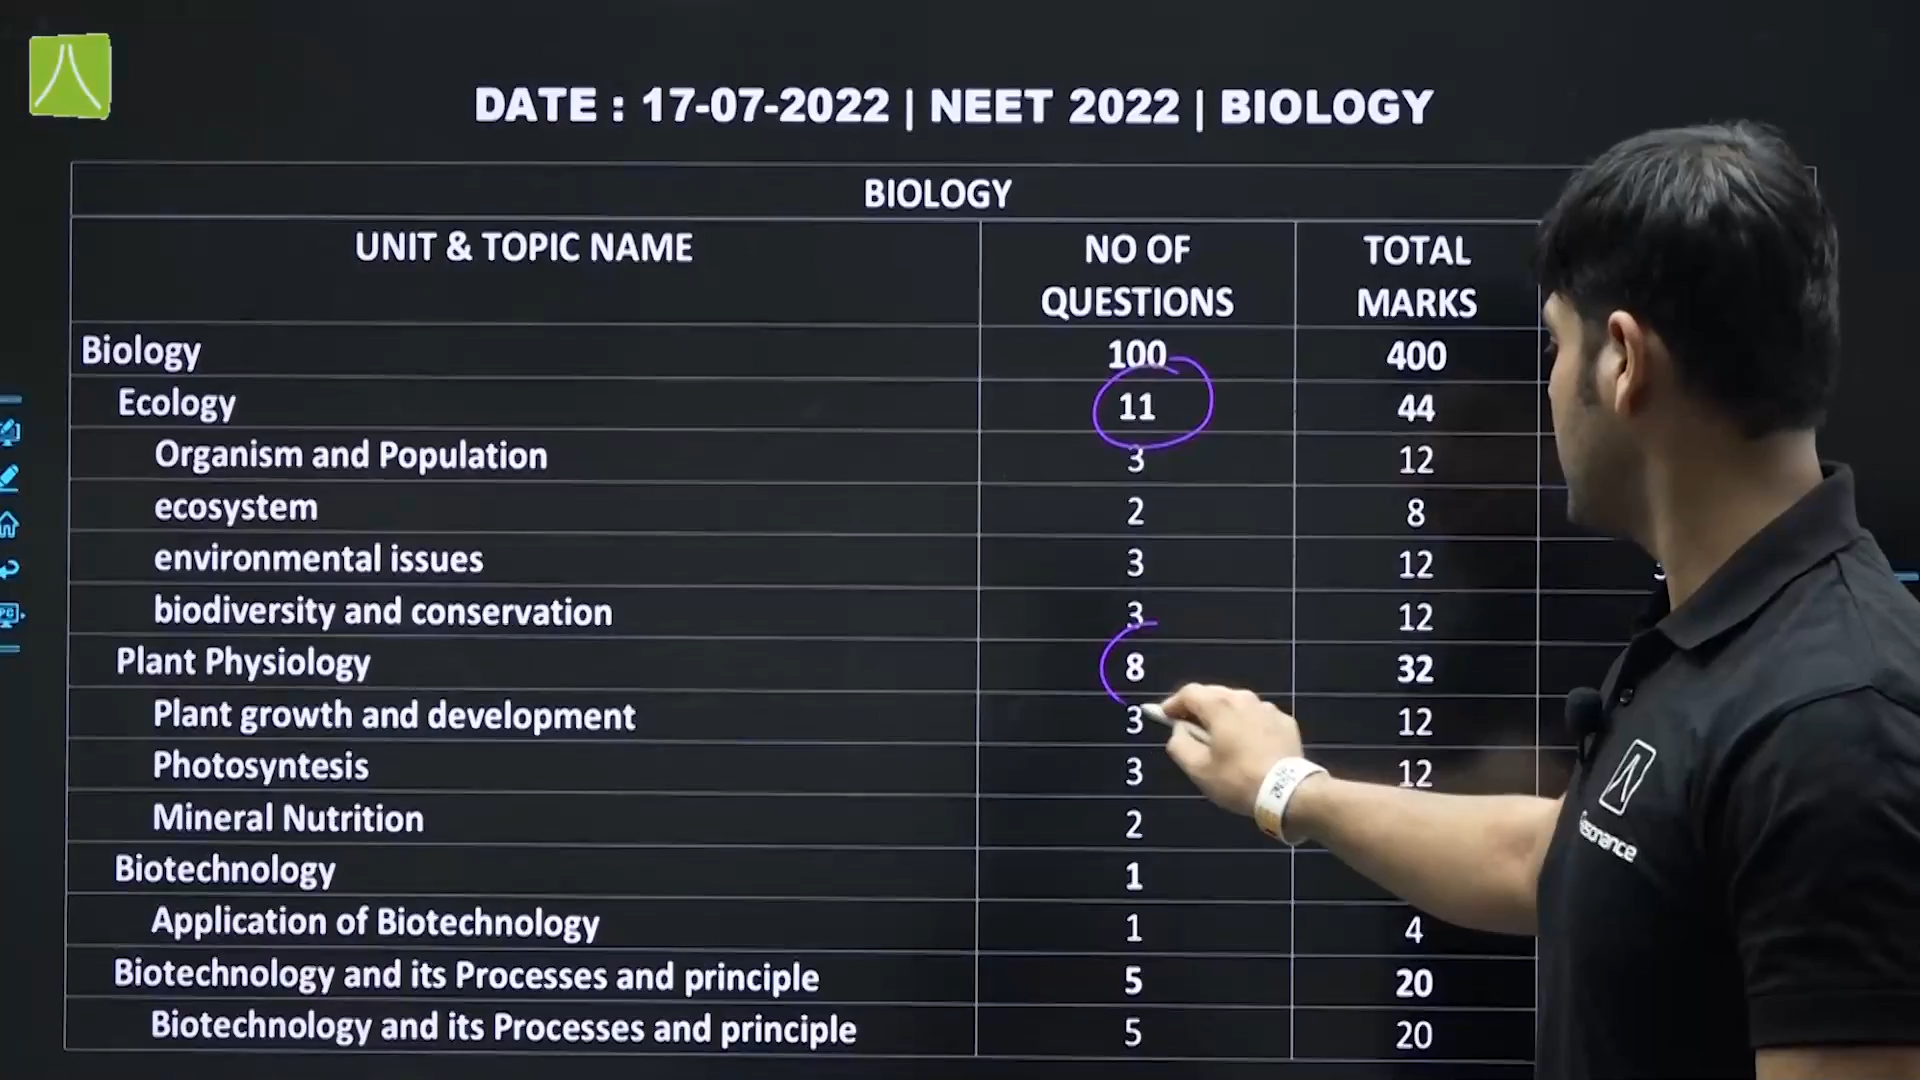 DATE : 17-07-2022 | NEET 2022 | BIOLOGY
BIOLOGY
UNIT & TOPIC NAME NO OF QUESTIONS TOTAL MARKS
Biology 100 400
Ecology 11 44
Organism and Population 3 12
ecosystem 2 8
environmental issues 3 12
biodiversity and conservation 3 12
Plant Physiology 8 32
Plant growth and development 3 12
Photosyntesis 3 12
Mineral Nutrition 2
Biotechnology 1
Application of Biotechnology 1 4
Biotechnology and its Processes and principle 5 20
Biotechnology and its Processes and principle 5 20
Resonance